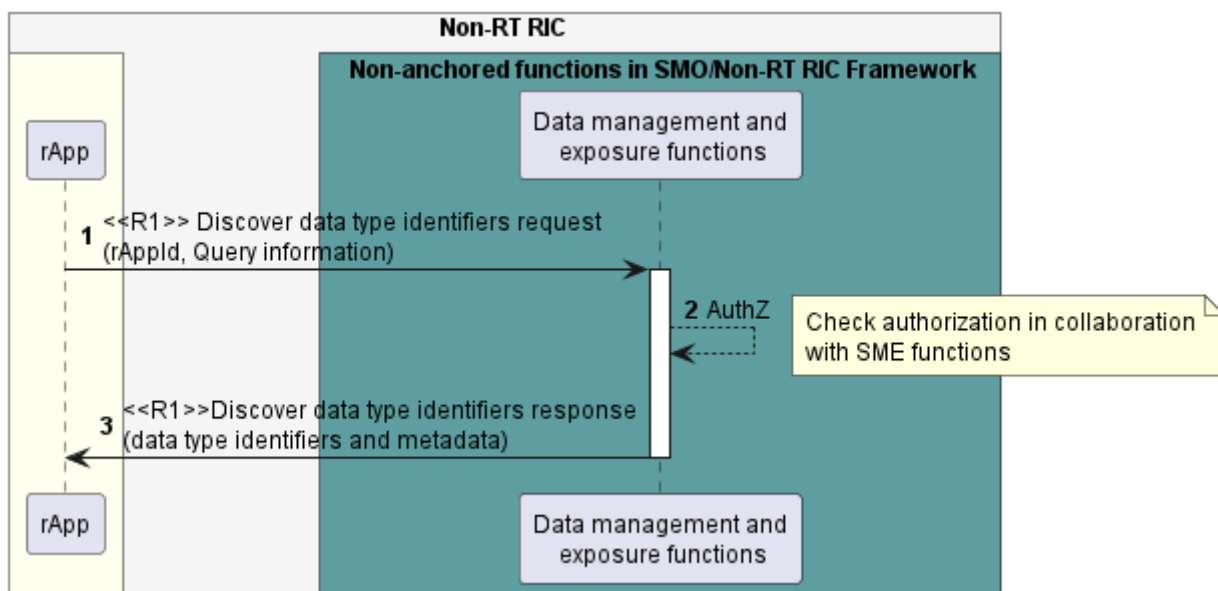 Non-RT RIC
Non-anchored functions in SMO/Non-RT RIC Framework
rApp
Data management and
exposure functions
1 <<R1>> Discover data type identifiers request
(rAppId, Query information)
2 AuthZ
Check authorization in collaboration
with SME functions
3 <<R1>>Discover data type identifiers response
(data type identifiers and metadata)
rApp
Data management and
exposure functions